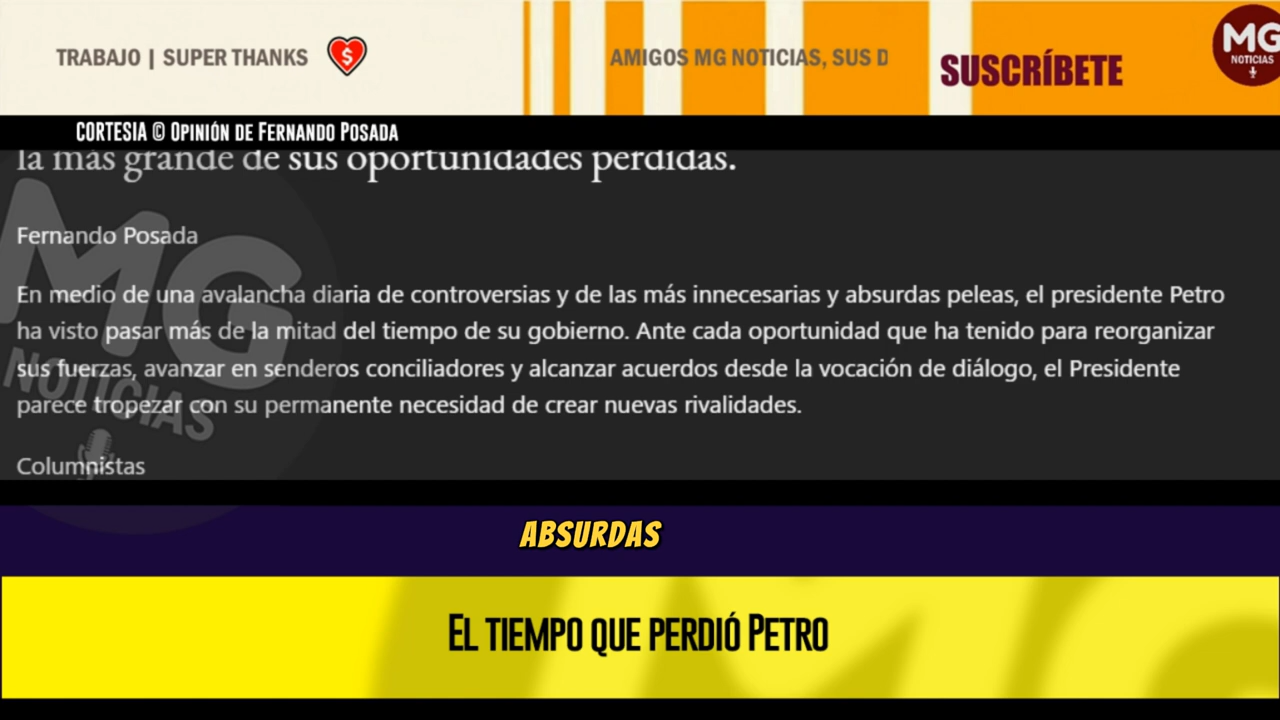 TRABAJO | SUPER THANKS
AMIGOS MG NOTICIAS, SUS D
SUSCRÍBETE
MG
NOTICIAS
CORTESIA © OPINIÓN DE FERNANDO POSADA
la más grande de sus oportunidades perdidas.
Fernando Posada
En medio de una avalancha diaria de controversias y de las más innecesarias y absurdas peleas, el presidente Petro
ha visto pasar más de la mitad del tiempo de su gobierno. Ante cada oportunidad que ha tenido para reorganizar
sus fuerzas, avanzar en senderos conciliadores y alcanzar acuerdos desde la vocación de diálogo, el Presidente
parece tropezar con su permanente necesidad de crear nuevas rivalidades.
Columnistas
MG
NOTICIAS
ABSURDAS
EL TIEMPO QUE PERDIÓ PETRO